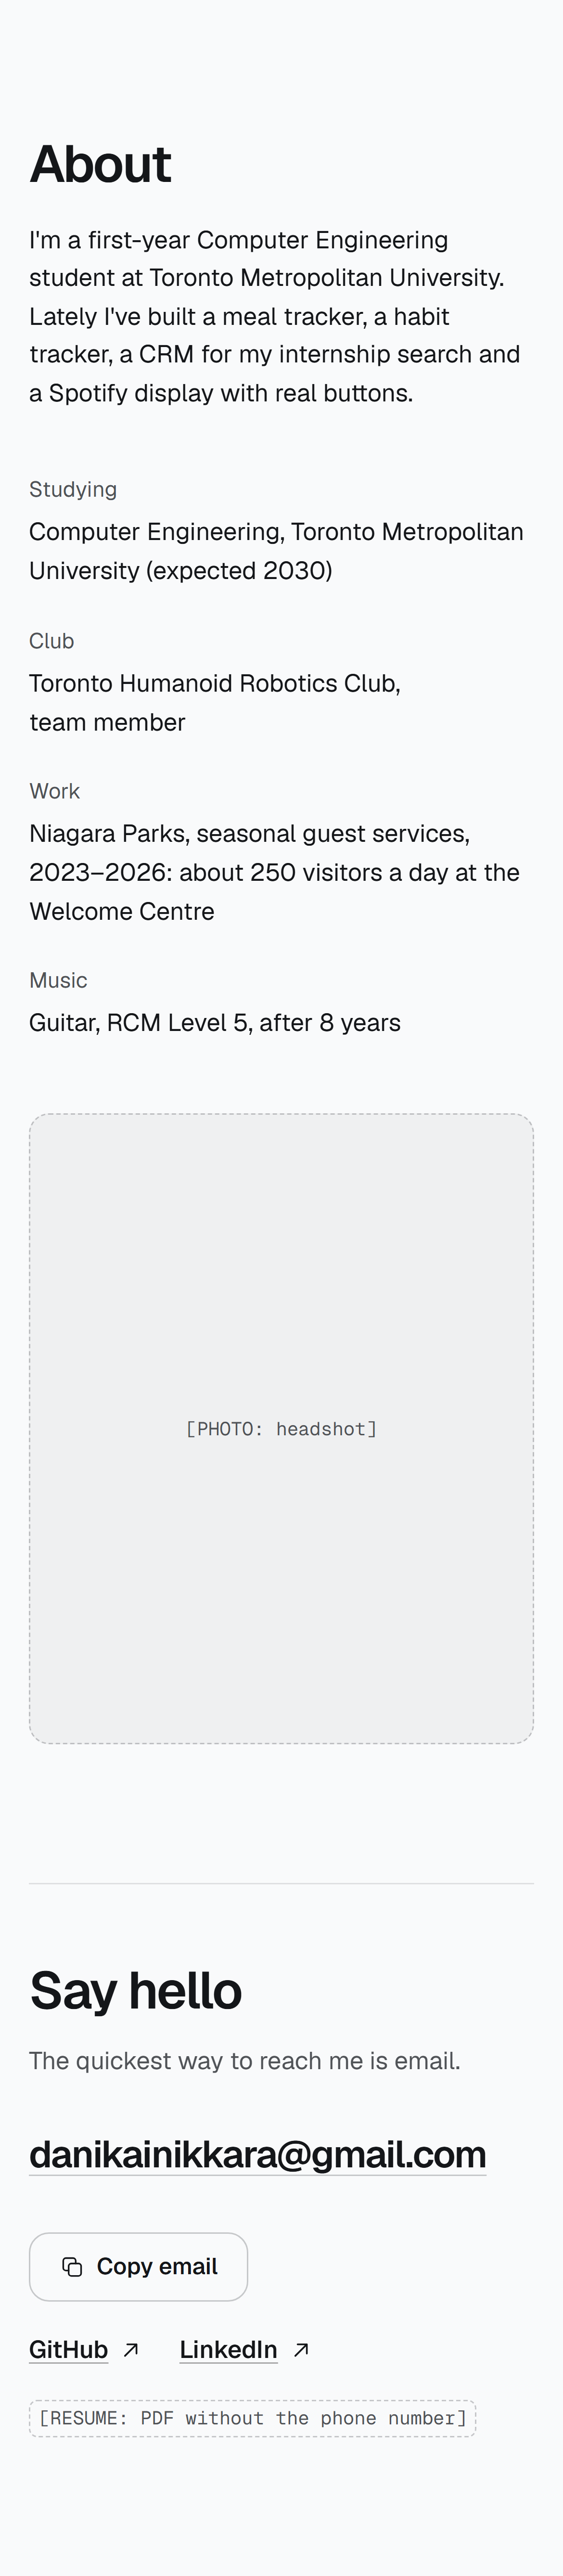 About
I'm a first-year Computer Engineering
student at Toronto Metropolitan University.
Lately I've built a meal tracker, a habit
tracker, a CRM for my internship search and
a Spotify display with real buttons.
Studying
Computer Engineering, Toronto Metropolitan
University (expected 2030)
Club
Toronto Humanoid Robotics Club,
team member
Work
Niagara Parks, seasonal guest services,
2023–2026: about 250 visitors a day at the
Welcome Centre
Music
Guitar, RCM Level 5, after 8 years
[PHOTO: headshot]
Say hello
The quickest way to reach me is email.
danikainikkara@gmail.com
Copy email
GitHub LinkedIn
[RESUME: PDF without the phone number]